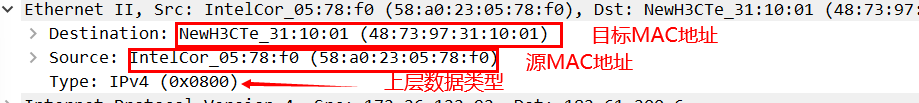 Ethernet II, Src: IntelCor_05:78:f0 (58:a0:23:05:78:f0), Dst: NewH3CTe_31:10:01 (48:73:97:
Destination: NewH3CTe_31:10:01 (48:73:97:31:10:01) 目标MAC地址
Source: IntelCor_05:78:f0 (58:a0:23:05:78:f0) 源MAC地址
Type: IPv4 (0x0800) 上层数据类型